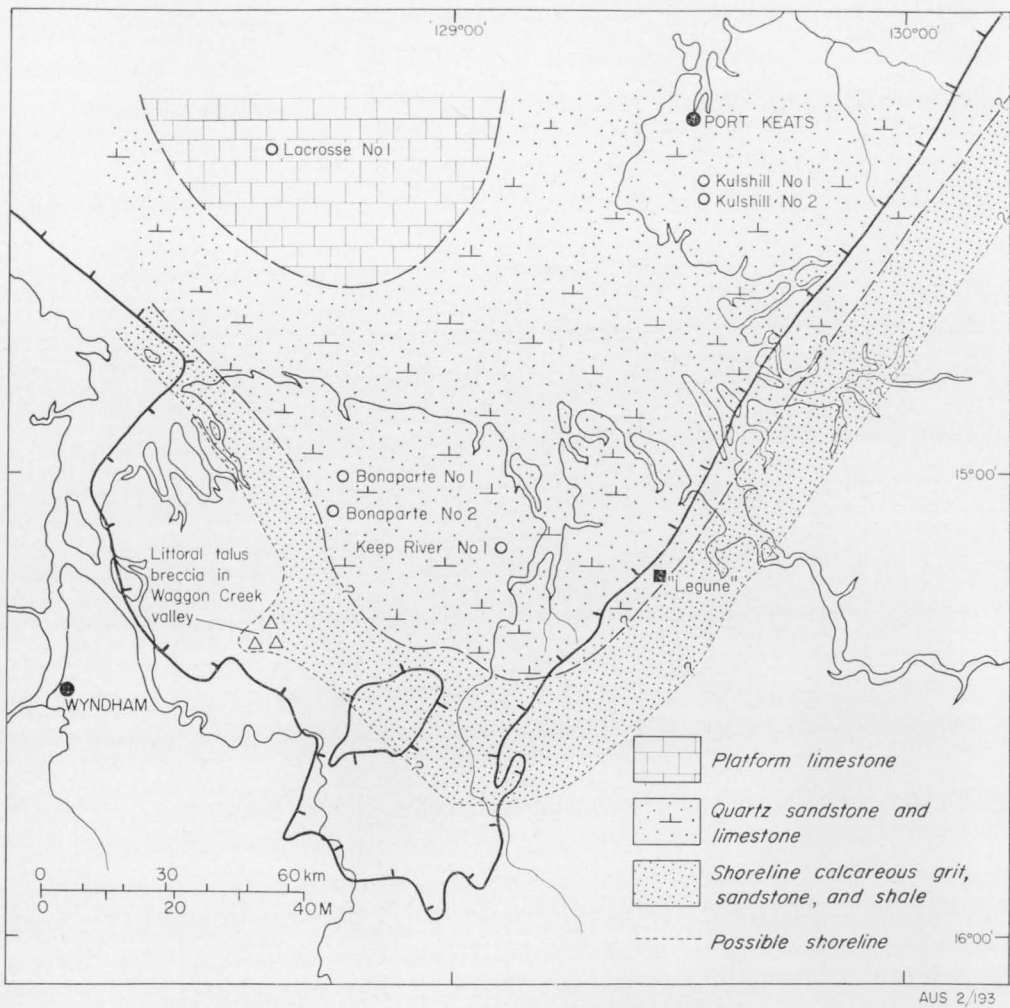 129°00'
130°00'
PORT KEATS
Lacrosse No 1
Kulshill No 1
Kulshill No 2
?
?
15°00'
Bonaparte No 1
Bonaparte No 2
Keep River No 1
Littoral talus
breccia in
Waggon Creek
valley
"Legune"
?
?
?
?
WYNDHAM
?
Platform limestone
Quartz sandstone and
limestone
Shoreline calcareous grit,
sandstone, and shale
Possible shoreline
0 30 60 km
0 20 40 M
16°00'
AUS 2/193